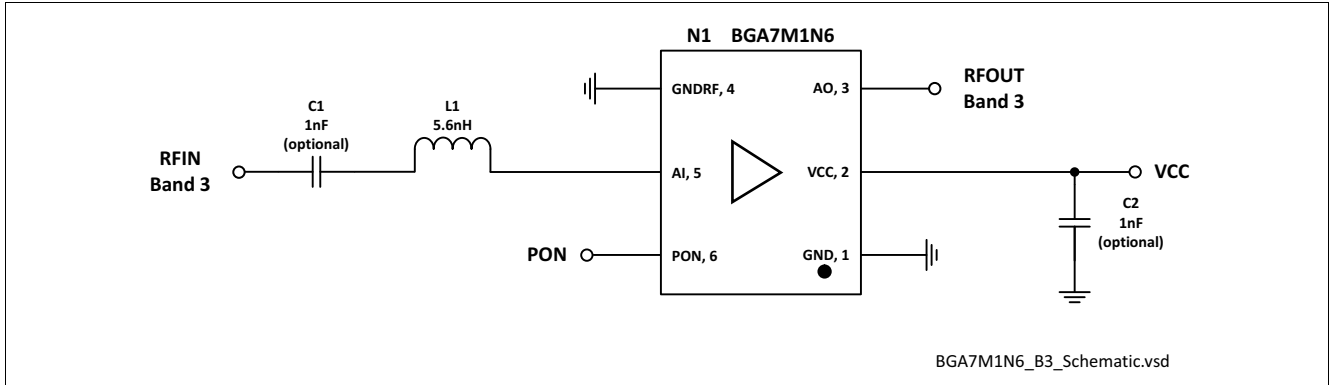 N1 BGA7M1N6
GNDRF, 4
AO, 3
RFOUT
Band 3
C1
1nF
(optional)
L1
5.6nH
RFIN
Band 3
AI, 5
VCC, 2
VCC
C2
1nF
(optional)
PON
PON, 6
GND, 1
BGA7M1N6_B3_Schematic.vsd